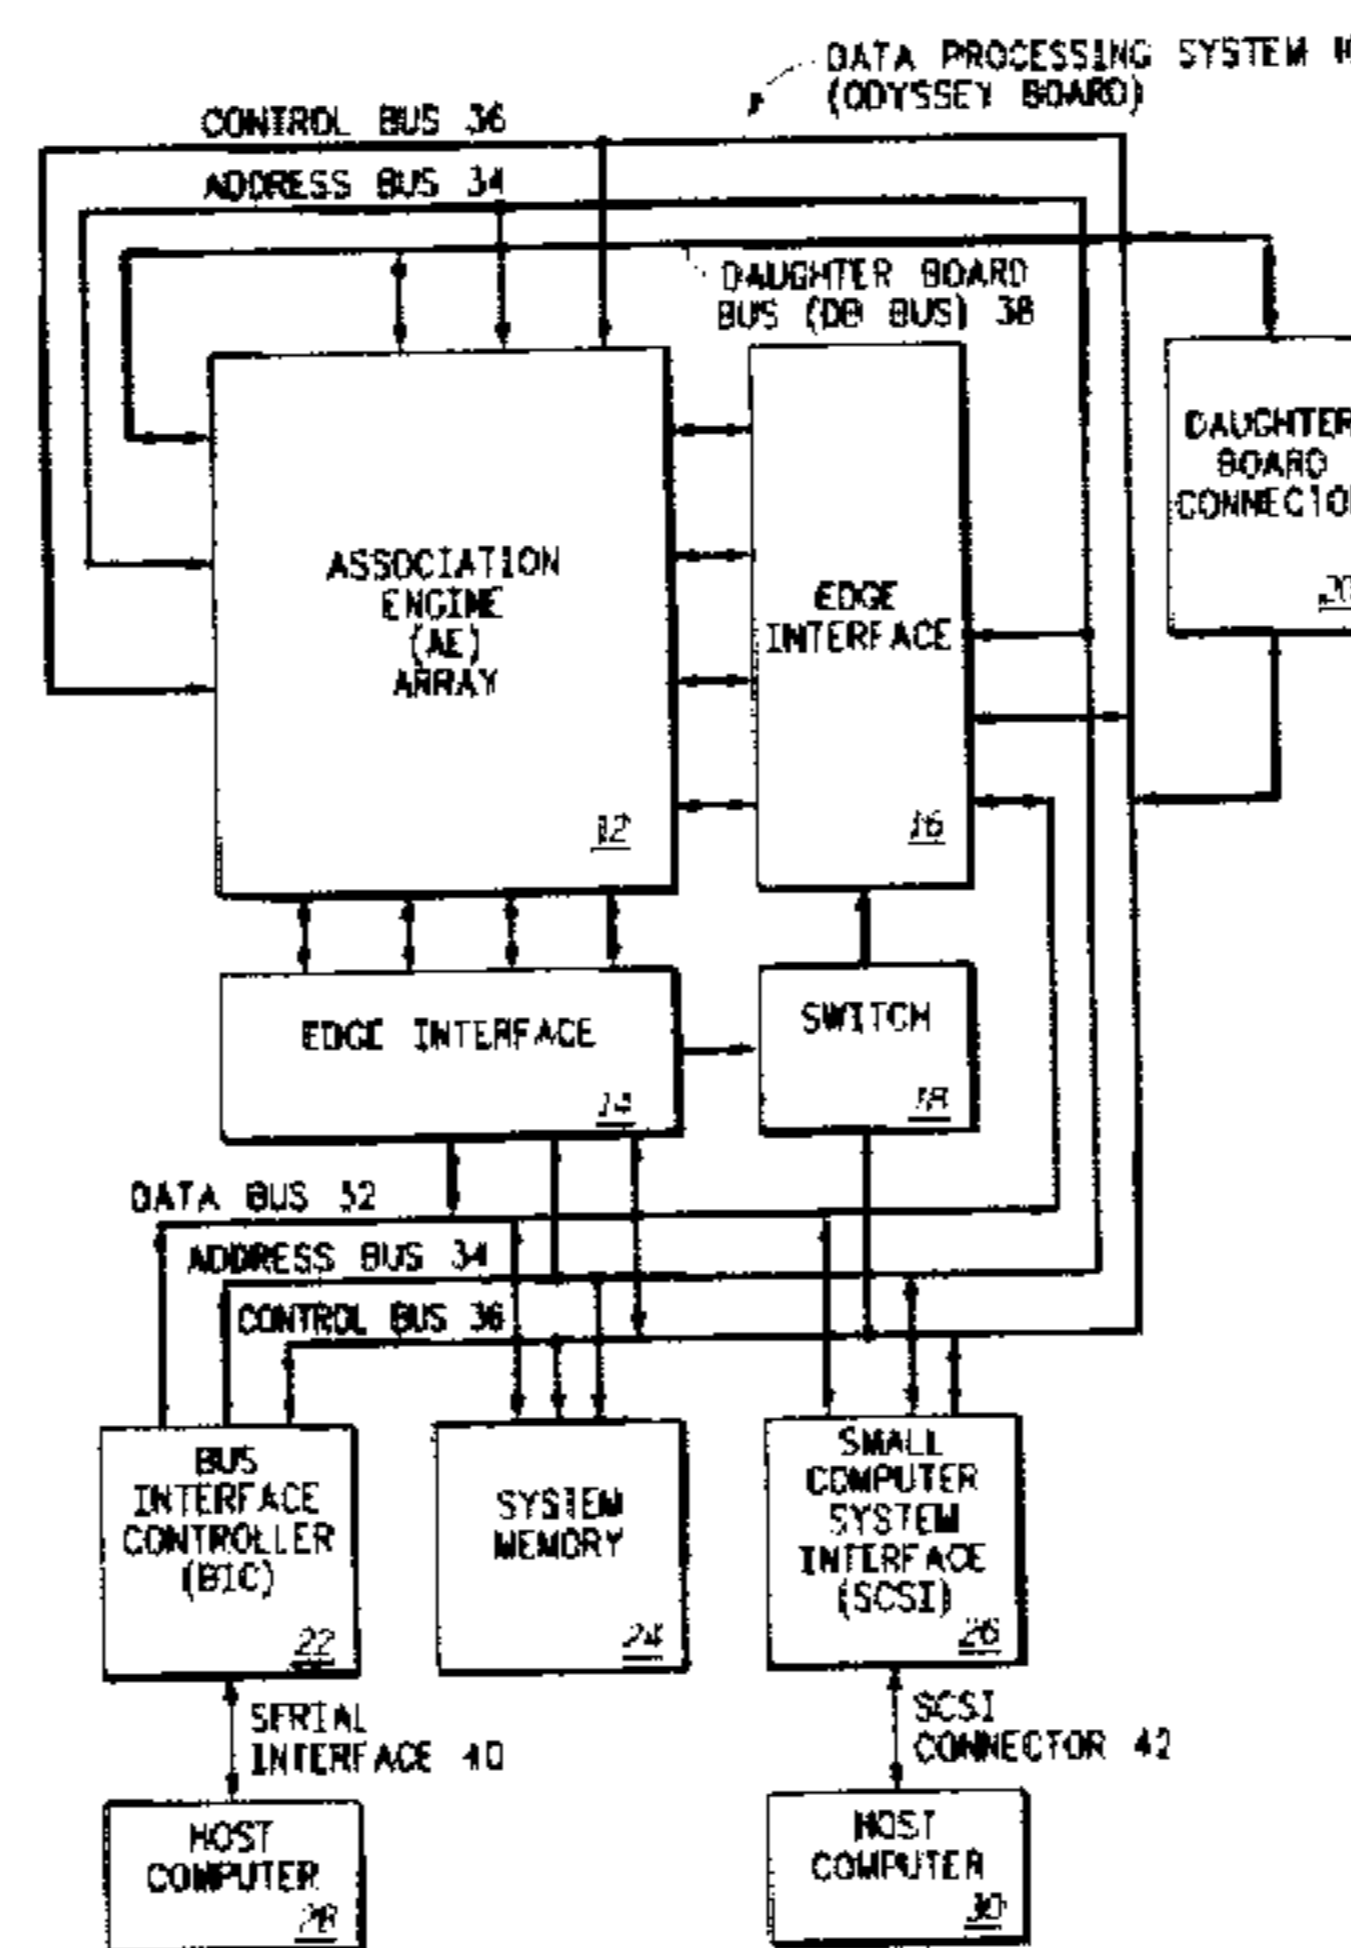 DATA PROCESSING SYSTEM
(ODYSSEY BOARD)
CONTROL BUS 36
ADDRESS BUS 34
DAUGHTER BOARD
BUS (DB BUS) 38
DAUGHTER
BOARD
CONNECTOR
20
ASSOCIATION
ENGINE
(AE)
ARRAY
12
EDGE
INTERFACE
16
EDGE INTERFACE
14
SWITCH
18
DATA BUS 32
ADDRESS BUS 34
CONTROL BUS 36
BUS
INTERFACE
CONTROLLER
(BIC)
22
SYSTEM
MEMORY
24
SMALL
COMPUTER
SYSTEM
INTERFACE
(SCSI)
26
SERIAL
INTERFACE 40
SCSI
CONNECTOR 42
HOST
COMPUTER
28
HOST
COMPUTER
30